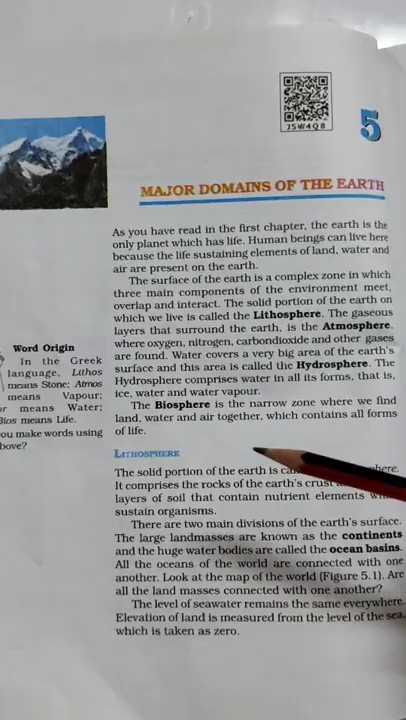 JSW4Q8
5
MAJOR DOMAINS OF THE EARTH
As you have read in the first chapter, the earth is the
only planet which has life. Human beings can live here
because the life sustaining elements of land, water and
air are present on the earth.
The surface of the earth is a complex zone in which
three main components of the environment meet,
overlap and interact. The solid portion of the earth on
which we live is called the Lithosphere. The gaseous
layers that surround the earth, is the Atmosphere,
where oxygen, nitrogen, carbondioxide and other gases
are found. Water covers a very big area of the earth's
surface and this area is called the Hydrosphere. The
Hydrosphere comprises water in all its forms, that is,
ice, water and water vapour.
The Biosphere is the narrow zone where we find
land, water and air together, which contains all forms
of life.
Word Origin
In the Greek
language, Lithos
means Stone; Atmos
means Vapour;
means Water;
Bios means Life.
you make words using
LITHOSPHERE
The solid portion of the earth is
It comprises the rocks of the earth's crust
layers of soil that contain nutrient elements
sustain organisms.
There are two main divisions of the earth's surface.
The large landmasses are known as the continents
and the huge water bodies are called the ocean basins.
All the oceans of the world are connected with one
another. Look at the map of the world (Figure 5.1). Are
all the land masses connected with one another?
The level of seawater remains the same everywhere.
Elevation of land is measured from the level of the sea,
which is taken as zero.